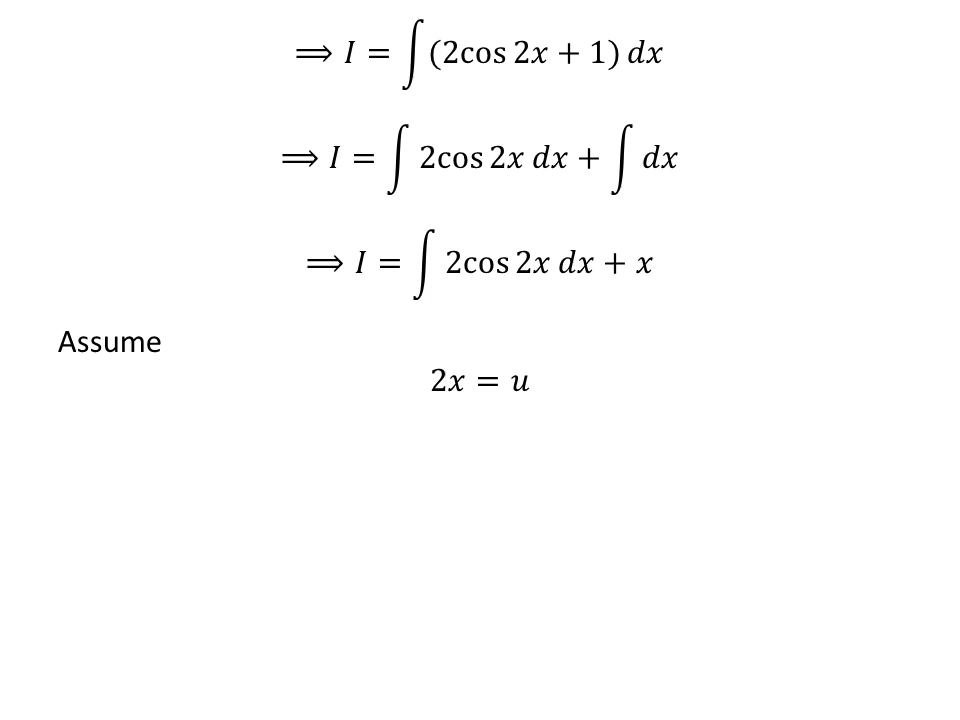 ⟹ 𝐼 = ∫(2cos 2𝑥 + 1) 𝑑𝑥
⟹ 𝐼 = ∫ 2cos 2𝑥 𝑑𝑥 + ∫ 𝑑𝑥
⟹ 𝐼 = ∫ 2cos 2𝑥 𝑑𝑥 + 𝑥
Assume
2𝑥 = 𝑢